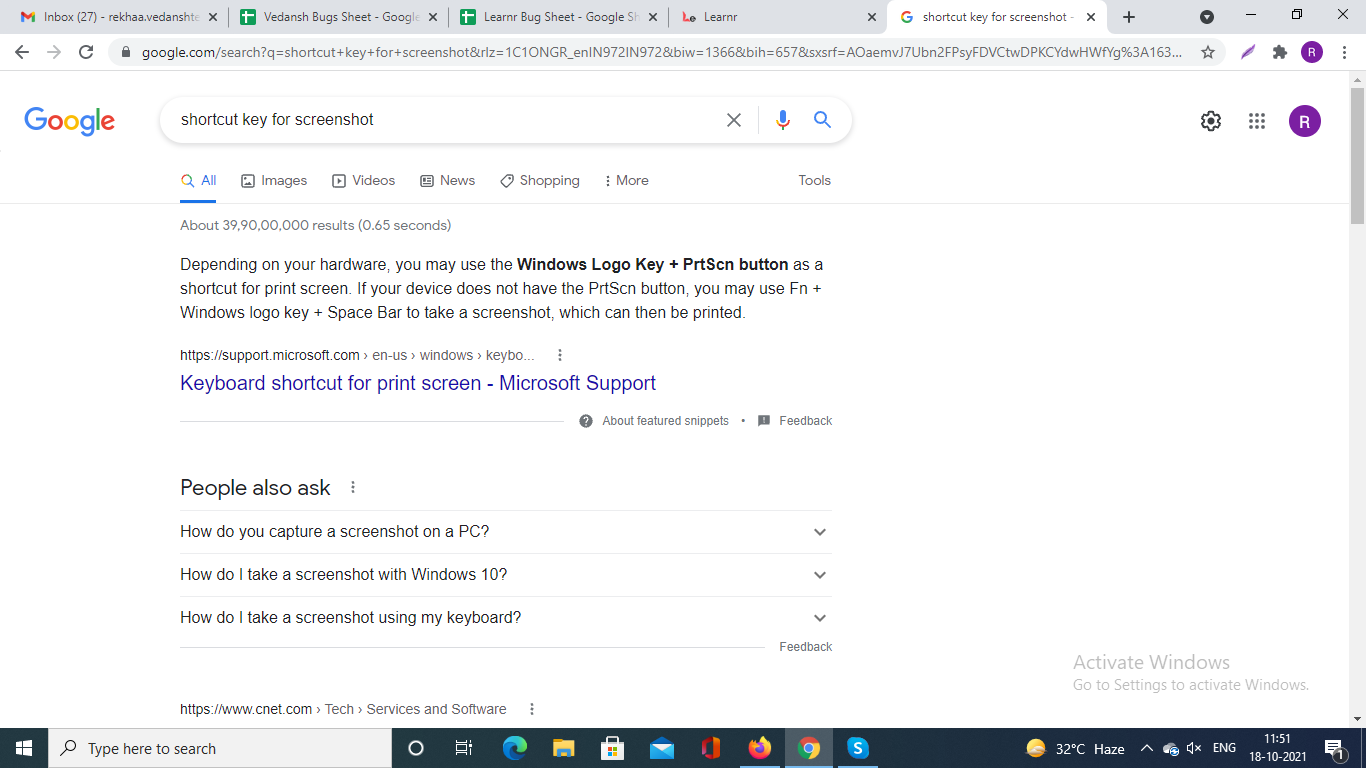 Inbox (27) - rekhaa.vedanshte
Vedansh Bugs Sheet - Google
Learnr Bug Sheet - Google Sh
Learnr
shortcut key for screenshot -
google.com/search?q=shortcut+key+for+screenshot&rlz=1C1ONGR_enIN972IN972&biw=1366&bih=657&sxsrf=AOaemvJ7Ubn2FPsyFDVCtwDPKCYdwHWfYg%3A163...
R
Google
shortcut key for screenshot
R
All Images Videos News Shopping More Tools
About 39,90,00,000 results (0.65 seconds)
Depending on your hardware, you may use the Windows Logo Key + PrtScn button as a
shortcut for print screen. If your device does not have the PrtScn button, you may use Fn +
Windows logo key + Space Bar to take a screenshot, which can then be printed.
https://support.microsoft.com › en-us › windows › keybo...
Keyboard shortcut for print screen - Microsoft Support
About featured snippets • Feedback
People also ask
How do you capture a screenshot on a PC?
How do I take a screenshot with Windows 10?
How do I take a screenshot using my keyboard?
Feedback
Activate Windows
Go to Settings to activate Windows.
https://www.cnet.com › Tech › Services and Software
Type here to search
32°C Haze
ENG
11:51
18-10-2021
1